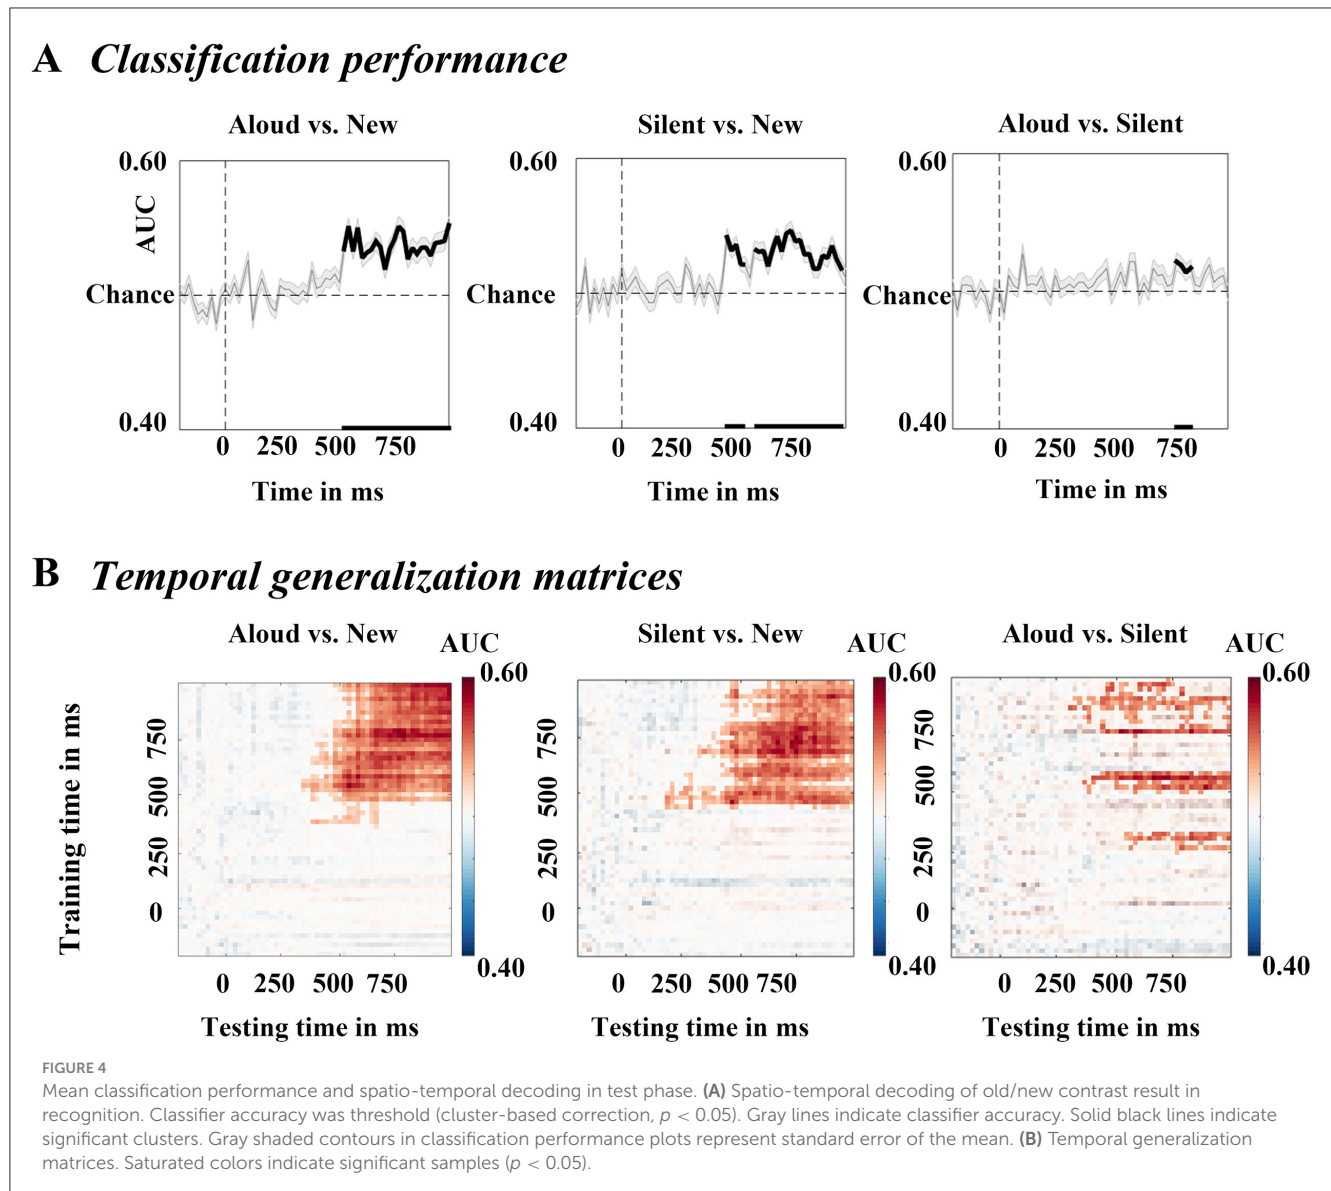 A Classification performance
Aloud vs. New
Silent vs. New
Aloud vs. Silent
0.60
0.60
0.60
AUC
Chance
Chance
Chance
0.40
0.40
0.40
0 250 500 750
0 250 500 750
0 250 500 750
Time in ms
Time in ms
Time in ms
B Temporal generalization matrices
Aloud vs. New
AUC
Silent vs. New
AUC
Aloud vs. Silent
AUC
0.60
0.60
0.60
Training time in ms
750
500
250
0
750
500
250
0
750
500
250
0
0.40
0.40
0.40
0 250 500 750
0 250 500 750
0 250 500 750
Testing time in ms
Testing time in ms
Testing time in ms
FIGURE 4
Mean classification performance and spatio-temporal decoding in test phase. (A) Spatio-temporal decoding of old/new contrast result in
recognition. Classifier accuracy was threshold (cluster-based correction, p < 0.05). Gray lines indicate classifier accuracy. Solid black lines indicate
significant clusters. Gray shaded contours in classification performance plots represent standard error of the mean. (B) Temporal generalization
matrices. Saturated colors indicate significant samples (p < 0.05).